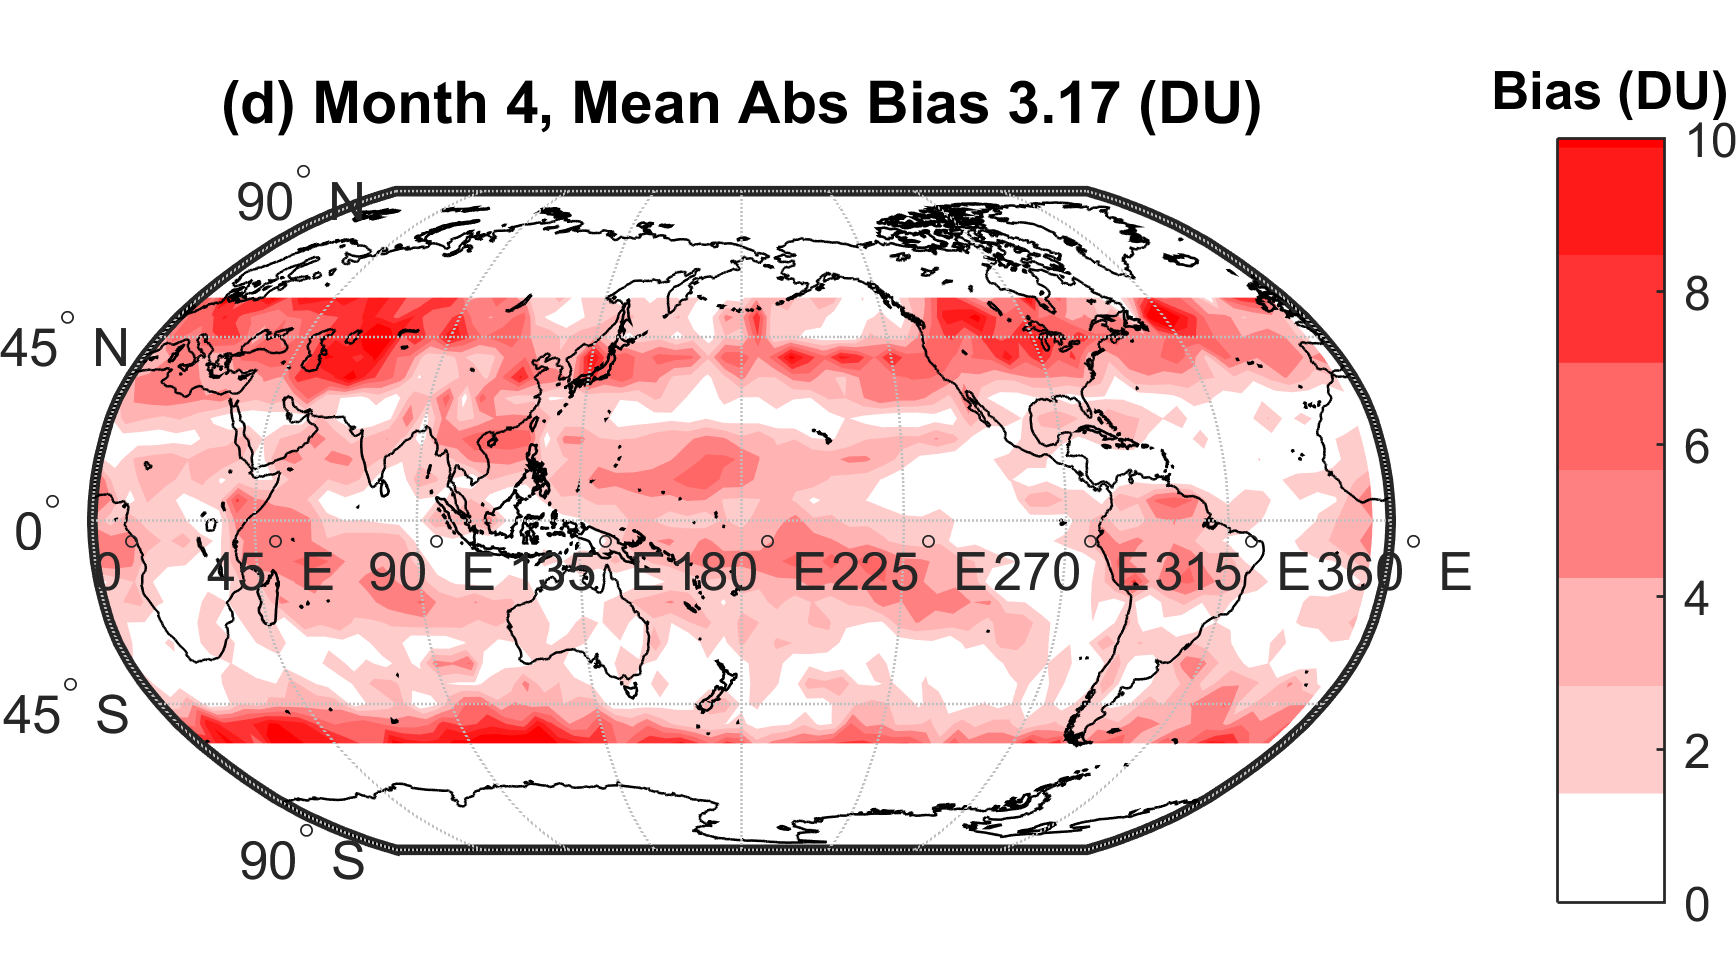 (d) Month 4, Mean Abs Bias 3.17 (DU)
Bias (DU)
10
8
6
4
2
0
90° N
45° N
0°
45° S
90° S
0° 45° E 90° E 135° E 180° E 225° E 270° E 315° E 360° E